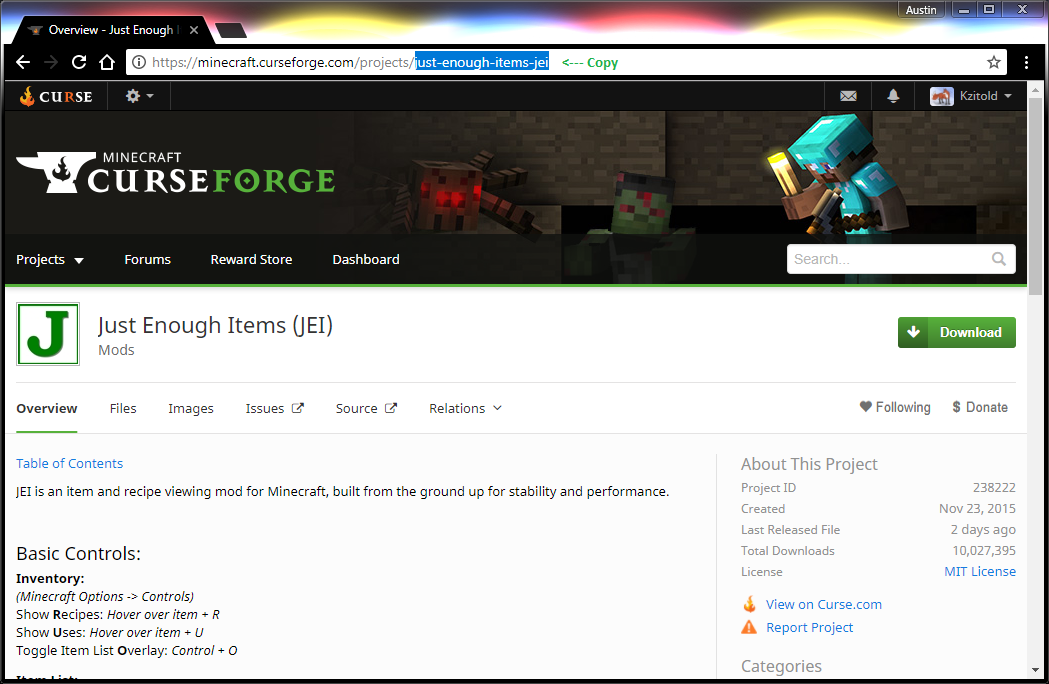 Austin
Overview - Just Enough
https://minecraft.curseforge.com/projects/just-enough-items-jei <--- Copy
CURSE
Kzitold
MINECRAFT
CURSEFORGE
Projects Forums Reward Store Dashboard
Search...
J
Just Enough Items (JEI)
Mods
Download
Overview Files Images Issues Source Relations
Following $ Donate
Table of Contents
JEI is an item and recipe viewing mod for Minecraft, built from the ground up for stability and performance.
Basic Controls:
Inventory:
(Minecraft Options -> Controls)
Show Recipes: Hover over item + R
Show Uses: Hover over item + U
Toggle Item List Overlay: Control + O
Item List:
About This Project
Project ID 238222
Created Nov 23, 2015
Last Released File 2 days ago
Total Downloads 10,027,395
License MIT License
View on Curse.com
Report Project
Categories